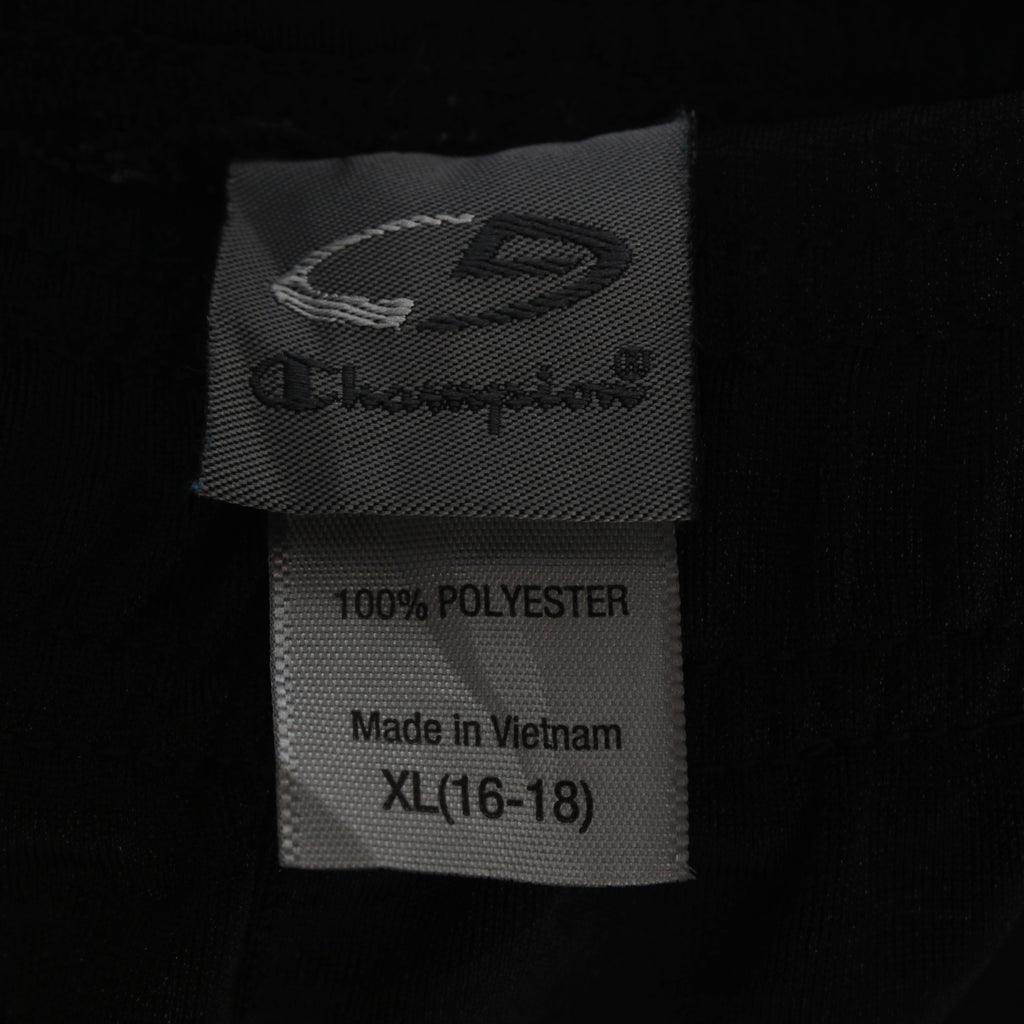 Champion®
100% POLYESTER
Made in Vietnam
XL(16-18)